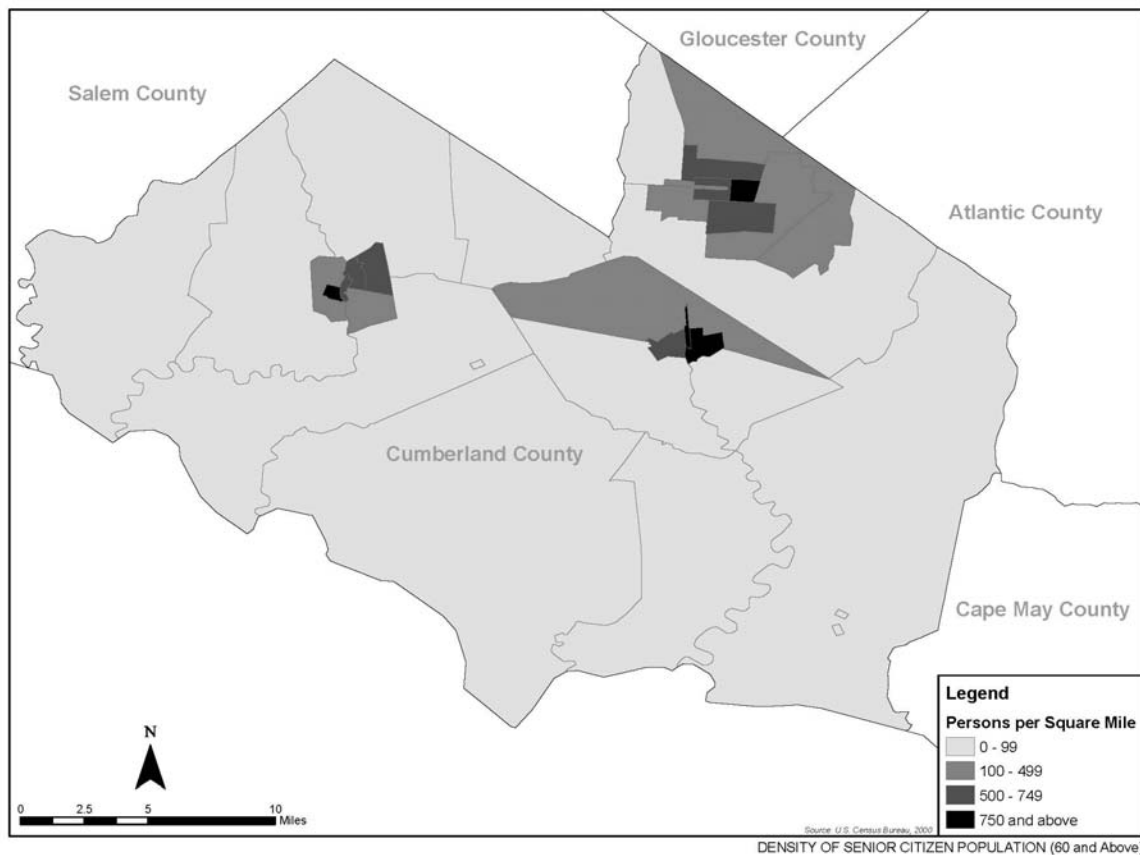 Gloucester County
Salem County
Atlantic County
Cumberland County
Cape May County
Legend
Persons per Square Mile
0 - 99
100 - 499
500 - 749
750 and above
N
0 2.5 5 10
Miles
Source: U.S. Census Bureau, 2000
DENSITY OF SENIOR CITIZEN POPULATION (60 and Above)